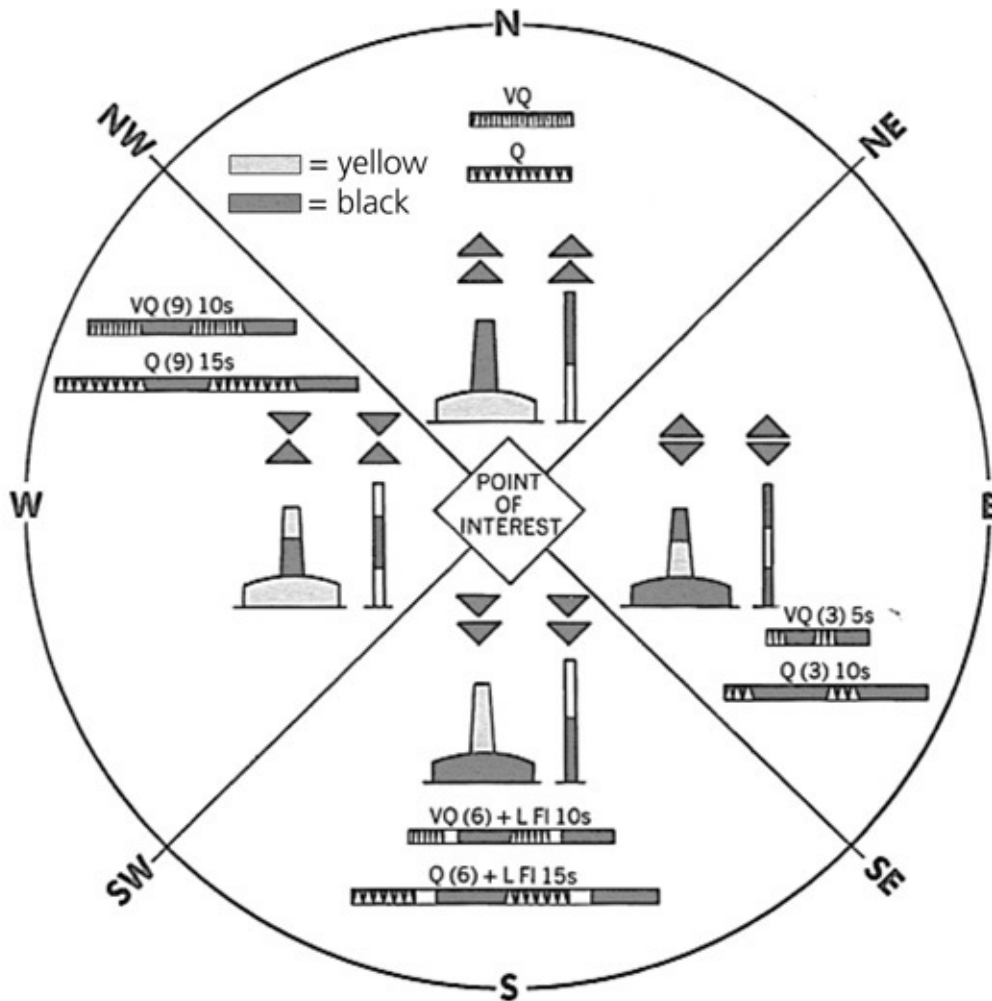 N
NW
NE
VQ
Q
= yellow
= black
VQ (9) 10s
Q (9) 15s
W
POINT
OF
INTEREST
E
VQ (3) 5s
Q (3) 10s
VQ (6) + L Fl 10s
Q (6) + L Fl 15s
SW
SE
S